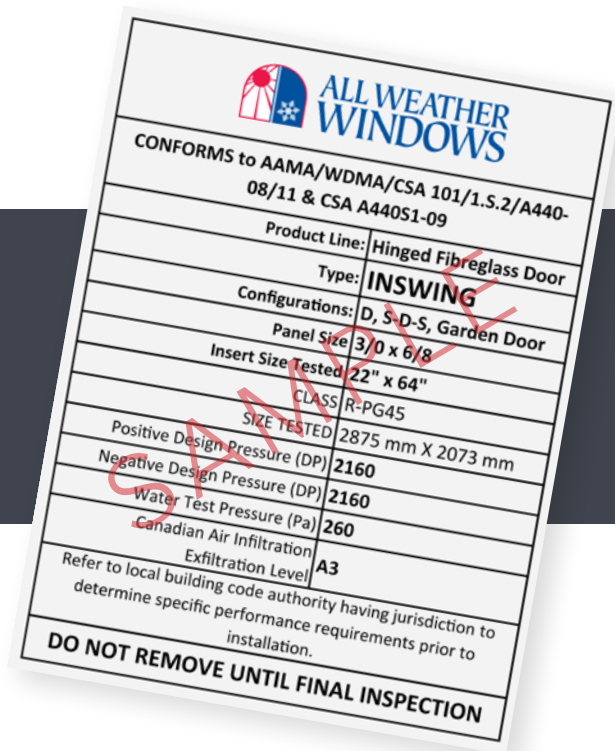 ALL WEATHER
WINDOWS
CONFORMS to AAMA/WDMA/CSA 101/1.S.2/A440-
08/11 & CSA A440S1-09
Product Line: Hinged Fibreglass Door
Type: INSWING
Configurations: D, S-D-S, Garden Door
Panel Size 3/0 x 6/8
Insert Size Tested 22" x 64"
CLASS R-PG45
SIZE TESTED 2875 mm X 2073 mm
Positive Design Pressure (DP) 2160
Negative Design Pressure (DP) 2160
Water Test Pressure (Pa) 260
Canadian Air Infiltration
Exfiltration Level A3
Refer to local building code authority having jurisdiction to
determine specific performance requirements prior to
installation.
DO NOT REMOVE UNTIL FINAL INSPECTION
SAMPLE